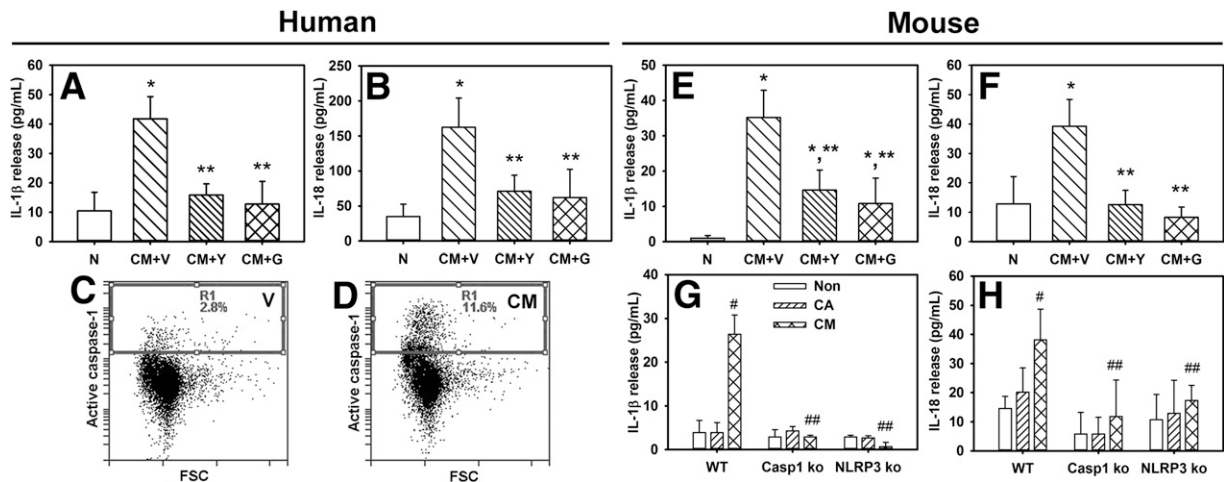 Human
Mouse
A
IL-1β release (pg/mL)
60
50
40
30
20
10
0
*
**
**
N CM+V CM+Y CM+G
B
IL-18 release (pg/mL)
250
200
150
100
50
0
*
**
**
N CM+V CM+Y CM+G
E
IL-1β release (pg/mL)
50
40
30
20
10
0
*
*,**
*,**
N CM+V CM+Y CM+G
F
IL-18 release (pg/mL)
60
50
40
30
20
10
0
*
**
**
N CM+V CM+Y CM+G
C
Active caspase-1
R1
2.8%
V
FSC
D
Active caspase-1
R1
11.6%
CM
FSC
G
IL-1β release (pg/mL)
40
30
20
10
0
Non
CA
CM
#
##
##
WT Casp1 ko NLRP3 ko
H
IL-18 release (pg/mL)
60
50
40
30
20
10
0
#
##
##
WT Casp1 ko NLRP3 ko